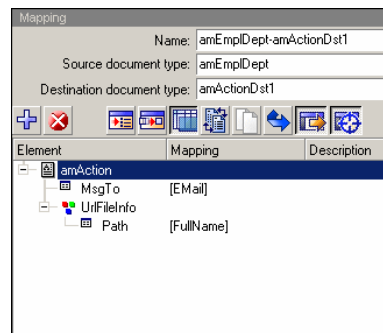 Mapping
Name: amEmplDept-amActionDst1
Source document type: amEmplDept
Destination document type: amActionDst1
Element Mapping Description
amAction
MsgTo [EMail]
UrlFileInfo
Path [FullName]